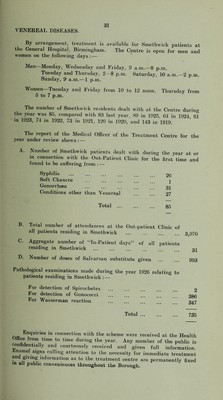 31
VENEREAL DISEASES.
By arrangement, treatment is available for Smethwick patients at
the General Hospital, Birmingham. The Centre is open for men and
women on the following days :—
Men—Monday, Wednesday and Friday, 9 a.m.—8 p.m.
Tuesday and Thursday, 2—8 p.m. Saturday, 10 a.m.—2 p.m.
Sunday, 9 a.m.—1 p.m.
Women—Tuesday and Friday from 10 to 12 noon. Thursday from
5 to 7 p.m.
The number of Smethwick residents dealt with at the Centre during
the year was 85, compared with 83 last year, 89 in 1925, 64 in 1924, 61
in 1923, 74 in 1922, 75 in 1921, 120 in 1920, and 143 in 1919.
The report of the Medical Officer of the Treatment Centre for the
year under review shows :—
A. Number of Smethwick patients dealt with during the year at or
in connection with the Out-Patient Clinic for the first time and
found to be suffering from :—
Syphilis ... 26
Soft Chancre ... 1
Gonorrhœa ... 31
Conditions other than Venereal ... 27
Total ... 85
B. Total number of attendances at the Out-patient Clinic of
all patients residing in Smethwick ... 3,970
C. Aggregate number of "In-Patient days" of all patients
residing in Smethwick ... 31
D. Number of doses of Salvarsan substitute given ... 933
Pathological examinations made during the year 1926 relating to
patients residing in Smethwick :—
For detection of Spirochetes ... 2
For detection of Gonococci ... 386
For Wasserman reaction ... 347
Total ... 735
Enquiries in connection with the scheme were received at the Health
Office from time to time during the year. Any member of the public is
confidentially and courteously received and given full information.
Enamel signs calling attention to the necessity for immediate treatment
and giving information as to the treatment centre are permanently fixed
in all public conveniences throughout the Borough.